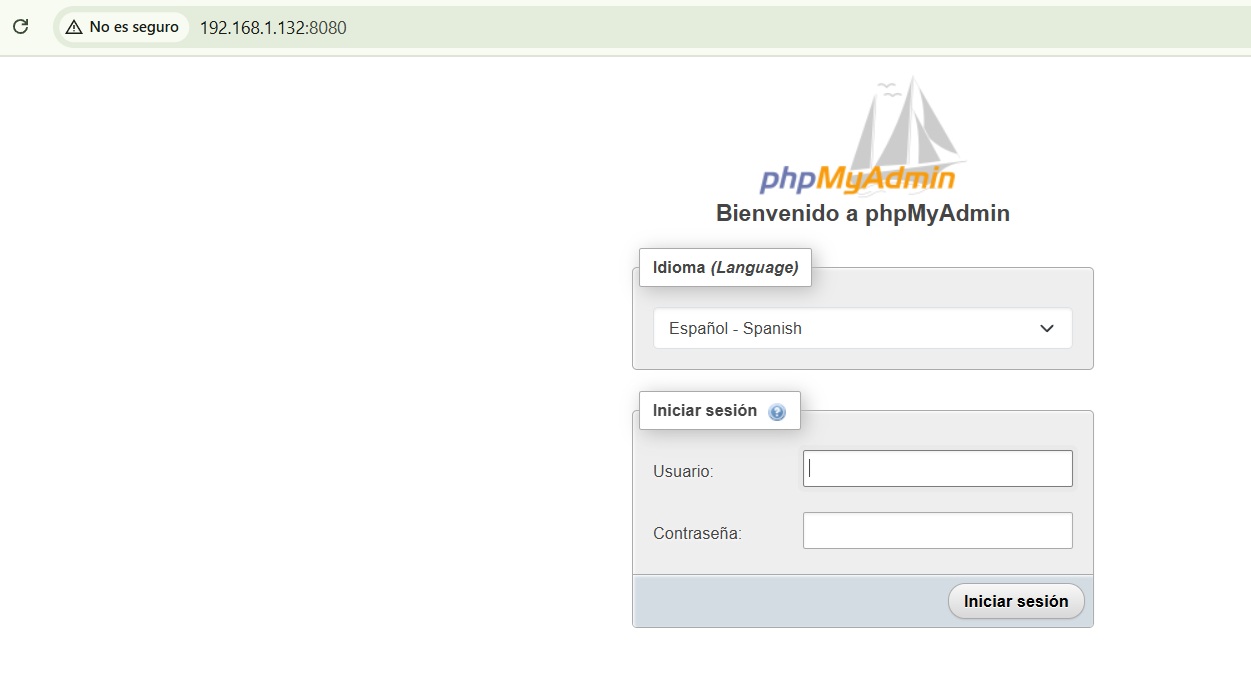 No es seguro 192.168.1.132:8080
phpMyAdmin
Bienvenido a phpMyAdmin
Idioma (Language)
Español - Spanish
Iniciar sesión
Usuario:
Contraseña:
Iniciar sesión